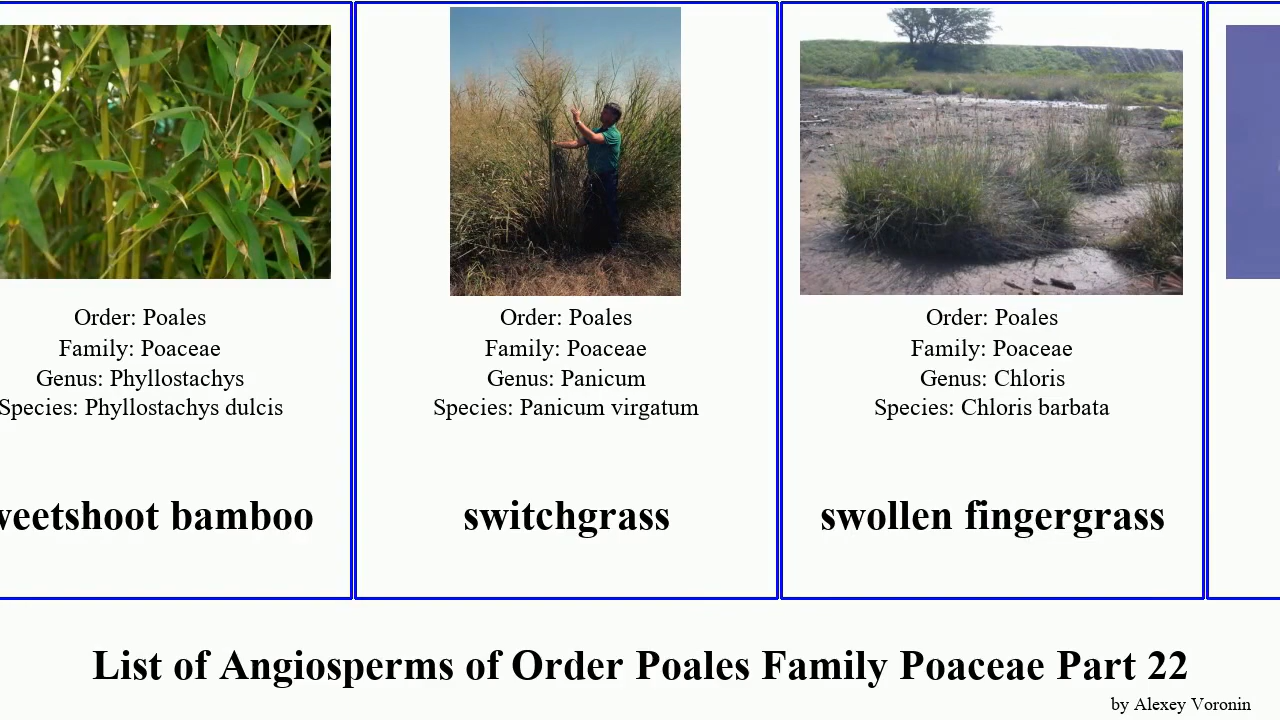 Order: Poales
Family: Poaceae
Genus: Phyllostachys
Species: Phyllostachys dulcis
weetshoot bamboo
Order: Poales
Family: Poaceae
Genus: Panicum
Species: Panicum virgatum
switchgrass
Order: Poales
Family: Poaceae
Genus: Chloris
Species: Chloris barbata
swollen fingergrass
List of Angiosperms of Order Poales Family Poaceae Part 22
by Alexey Voronin